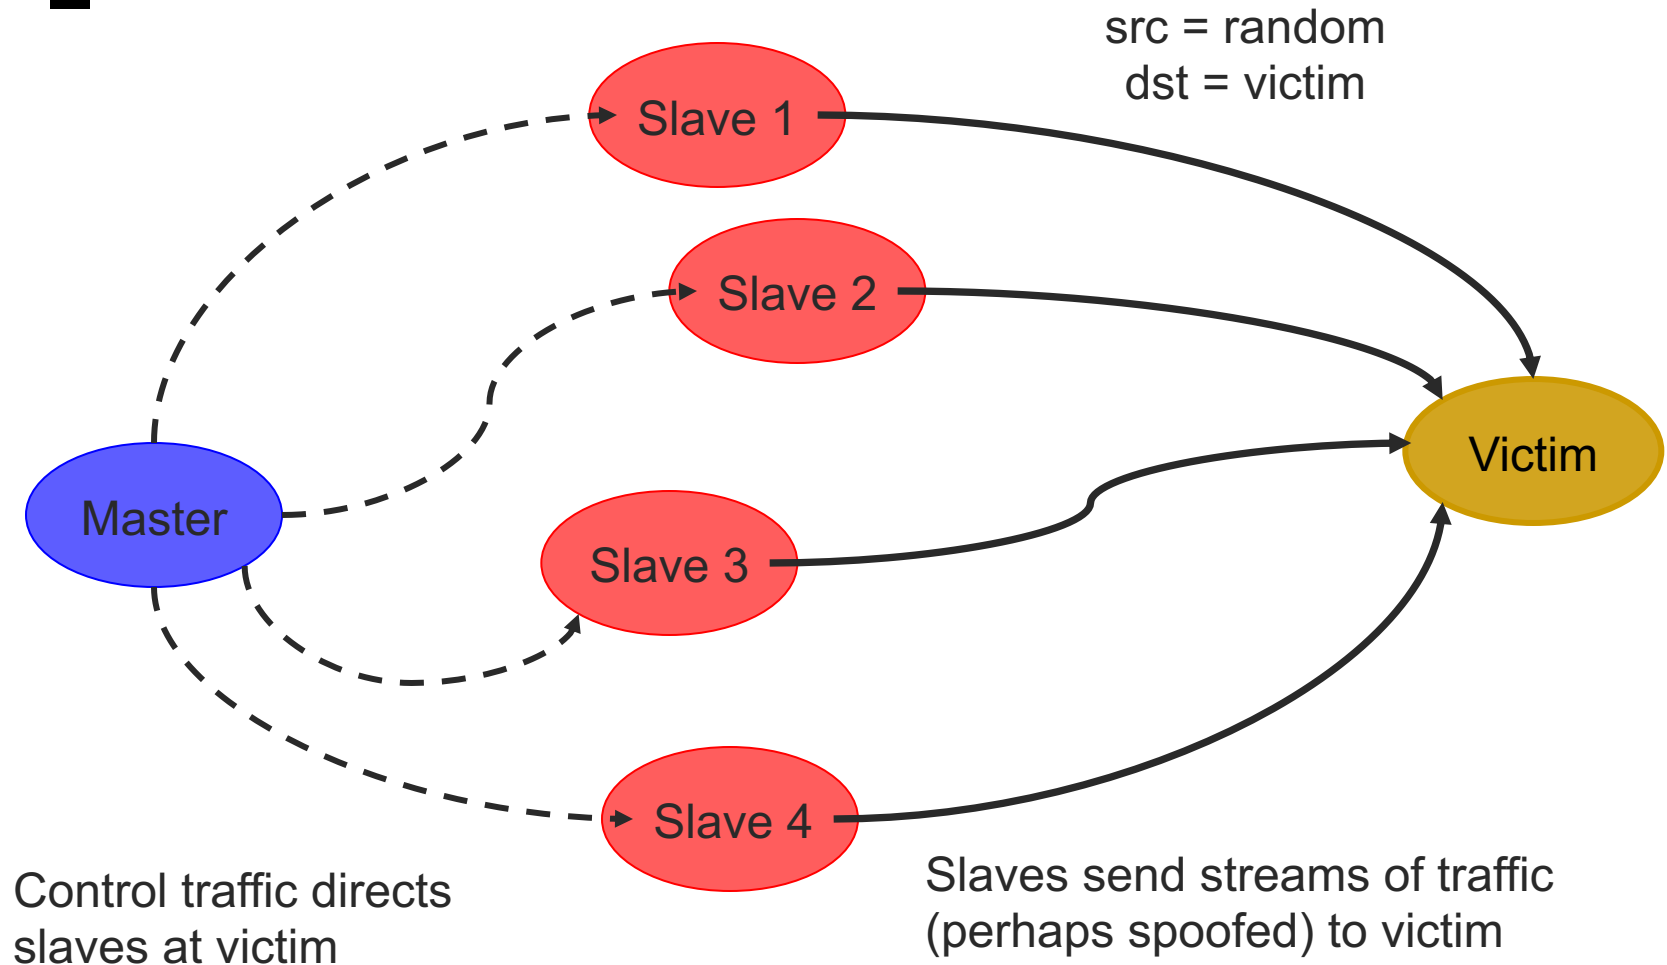 src = random
dst = victim
Slave 1
Slave 2
Victim
Master
Slave 3
Slave 4
Control traffic directs
slaves at victim
Slaves send streams of traffic
(perhaps spoofed) to victim